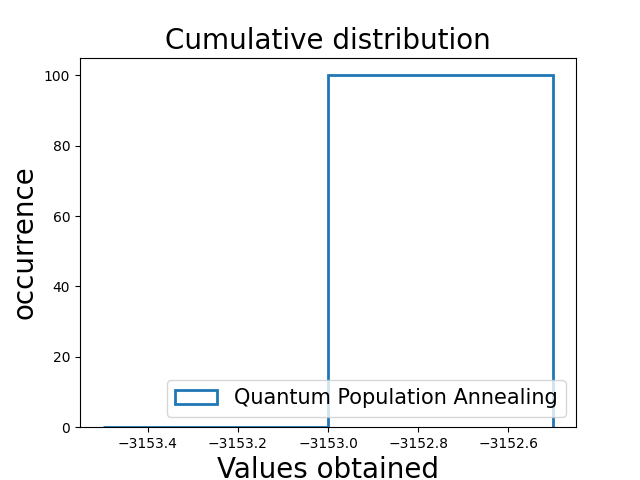 Cumulative distribution
occurrence
100
80
60
40
20
0
Quantum Population Annealing
−3153.4 −3153.2 −3153.0 −3152.8 −3152.6
Values obtained